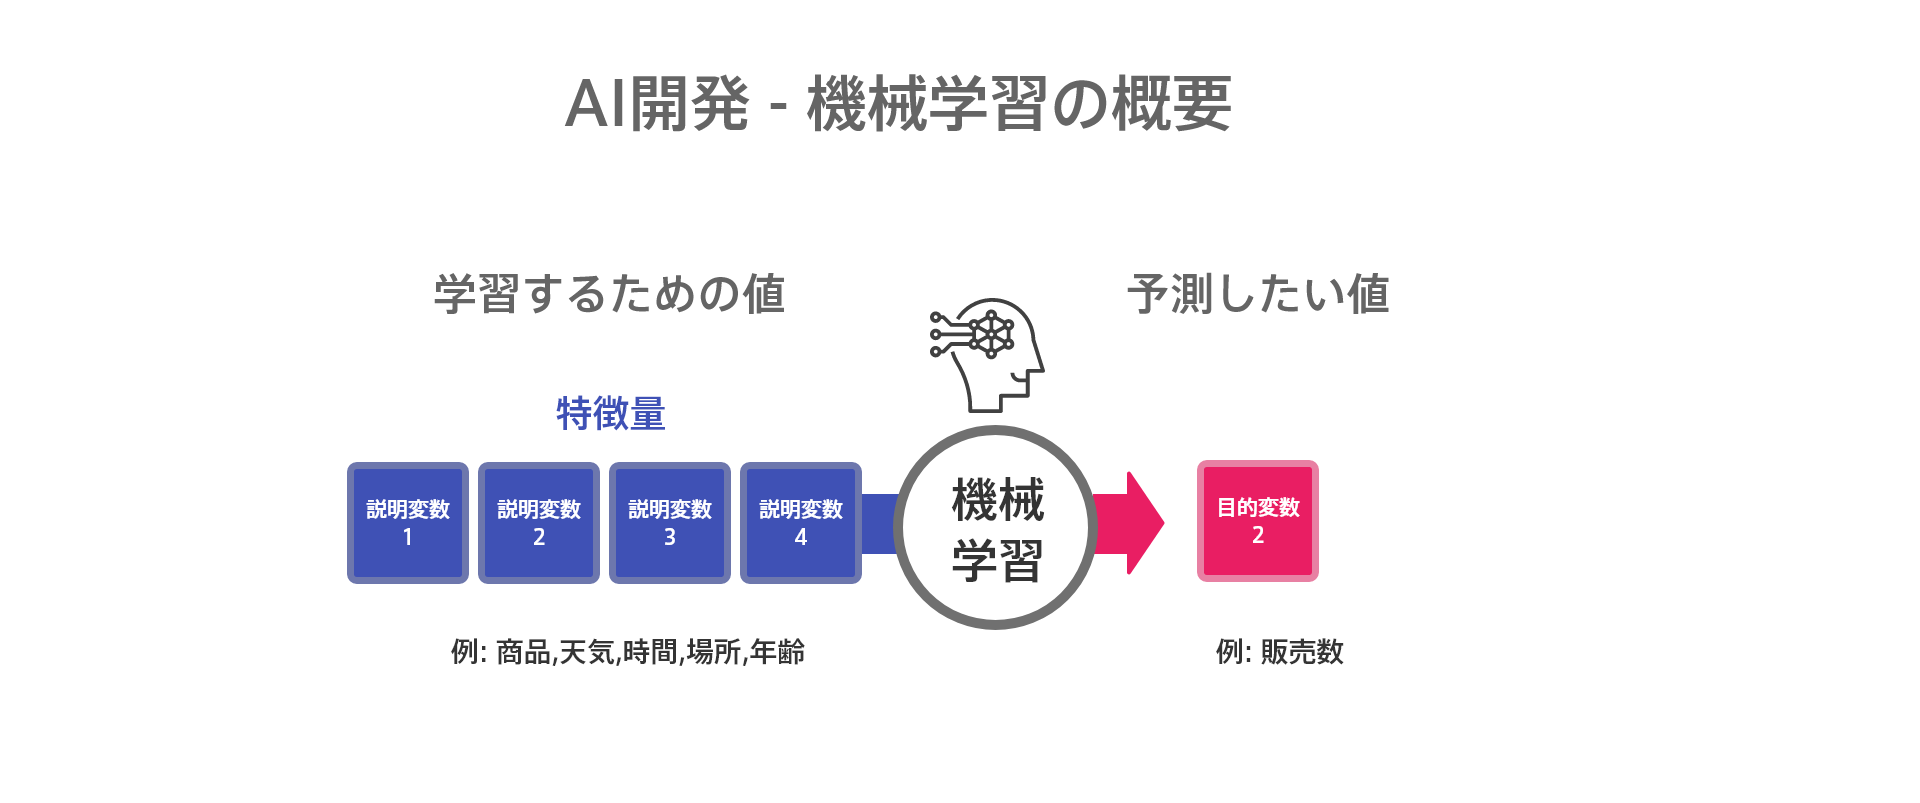 AI開発 - 機械学習の概要
学習するための値
予測したい値
特徴量
説明変数
1
説明変数
2
説明変数
3
説明変数
4
機械
学習
目的変数
2
例: 商品,天気,時間,場所,年齢
例: 販売数